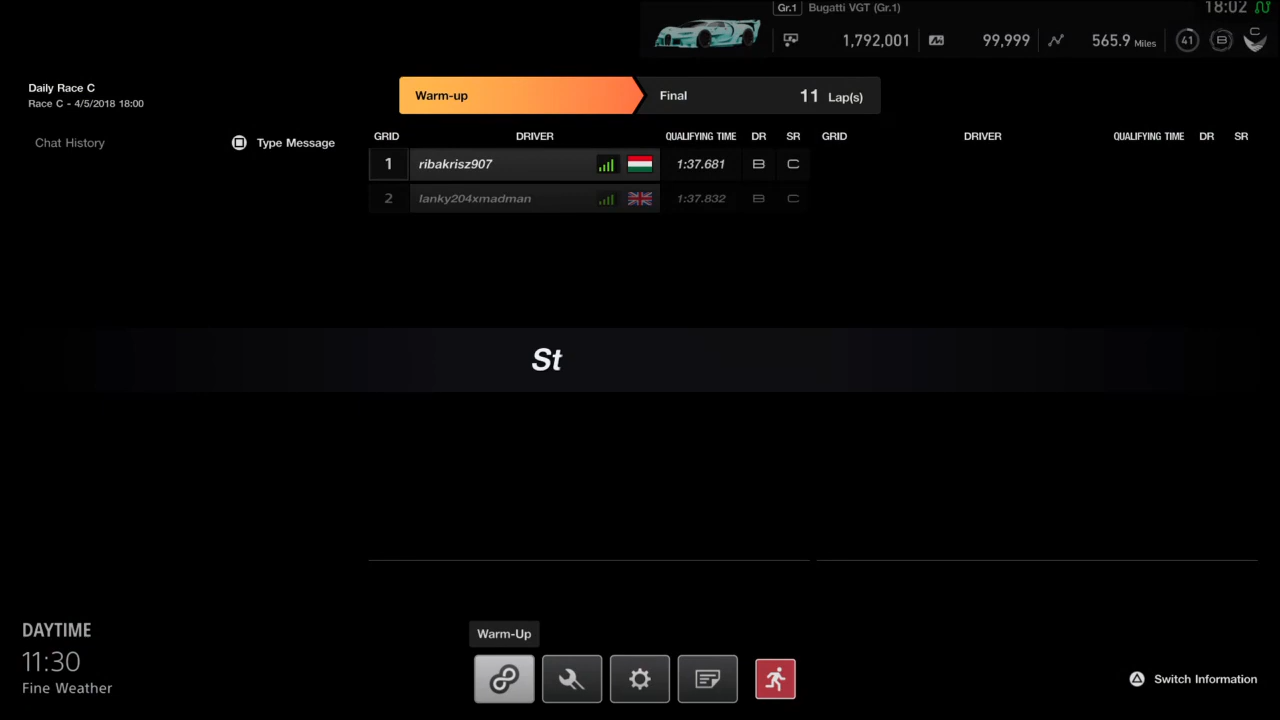 Gr.1 Bugatti VGT (Gr.1) 18:02
1,792,001 99,999 565.9 Miles 41 B C
Daily Race C
Race C - 4/5/2018 18:00
Warm-up Final 11 Lap(s)
Chat History Type Message
GRID DRIVER QUALIFYING TIME DR SR GRID DRIVER QUALIFYING TIME DR SR
1 ribakrisz907 1:37.681 B C
2 lanky204xmadman 1:37.832 B C
St
DAYTIME
11:30
Fine Weather
Warm-Up
Switch Information